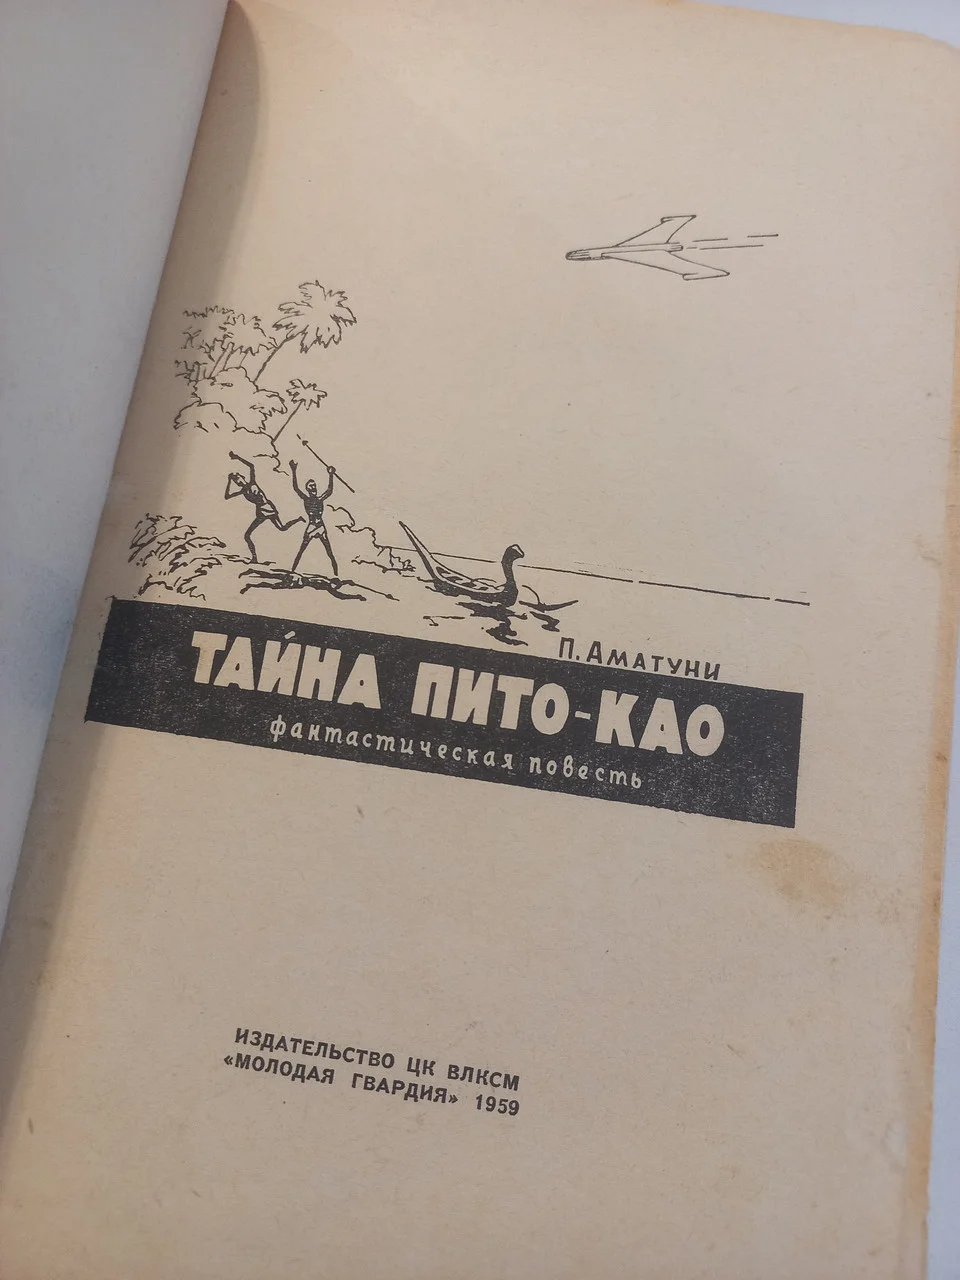 П. Аматуни
ТАЙНА ПИТО-КАО
фантастическая повесть
ИЗДАТЕЛЬСТВО ЦК ВЛКСМ
«МОЛОДАЯ ГВАРДИЯ» 1959